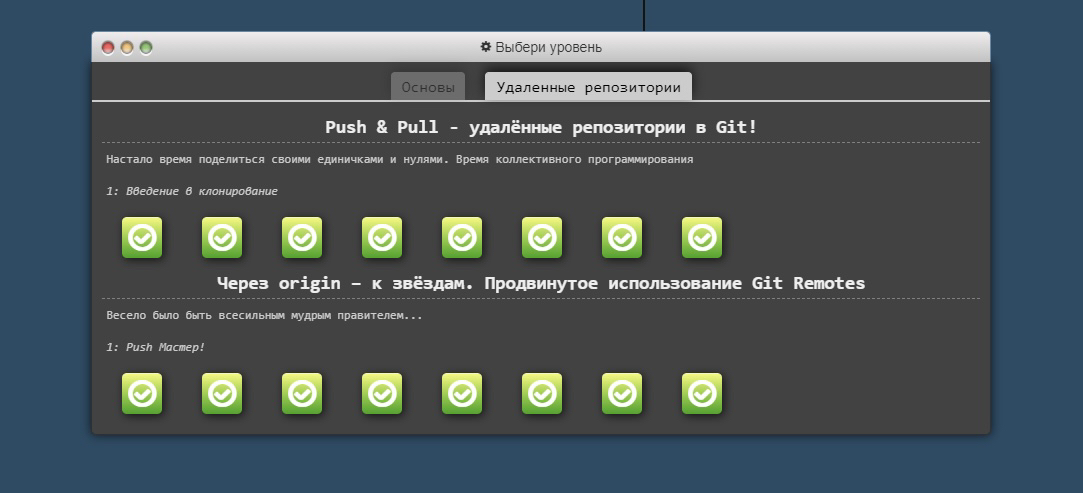 Выбери уровень
Основы
Удаленные репозитории
Push & Pull - удалённые репозитории в Git!
Настало время поделиться своими единичками и нулями. Время коллективного программирования
1: Введение в клонирование
Через origin – к звёздам. Продвинутое использование Git Remotes
Весело было быть всесильным мудрым правителем...
1: Push Мастер!